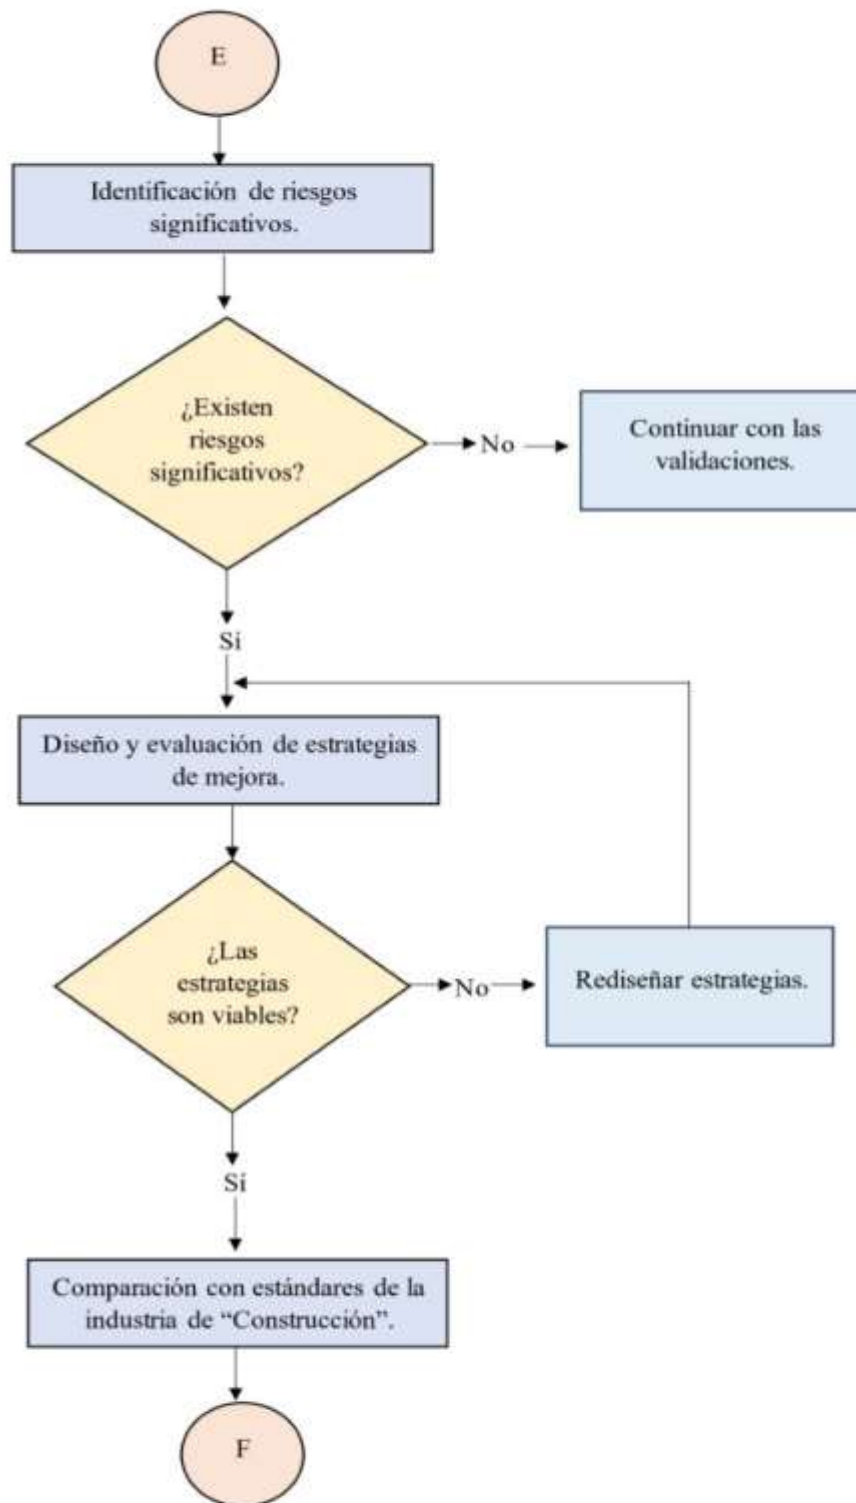 E
Identificación de riesgos
significativos.
¿Existen
riesgos
significativos?
No
Continuar con las
validaciones.
Sí
Diseño y evaluación de estrategias
de mejora.
¿Las
estrategias
son viables?
No
Rediseñar estrategias.
Sí
Comparación con estándares de la
industria de “Construcción”.
F